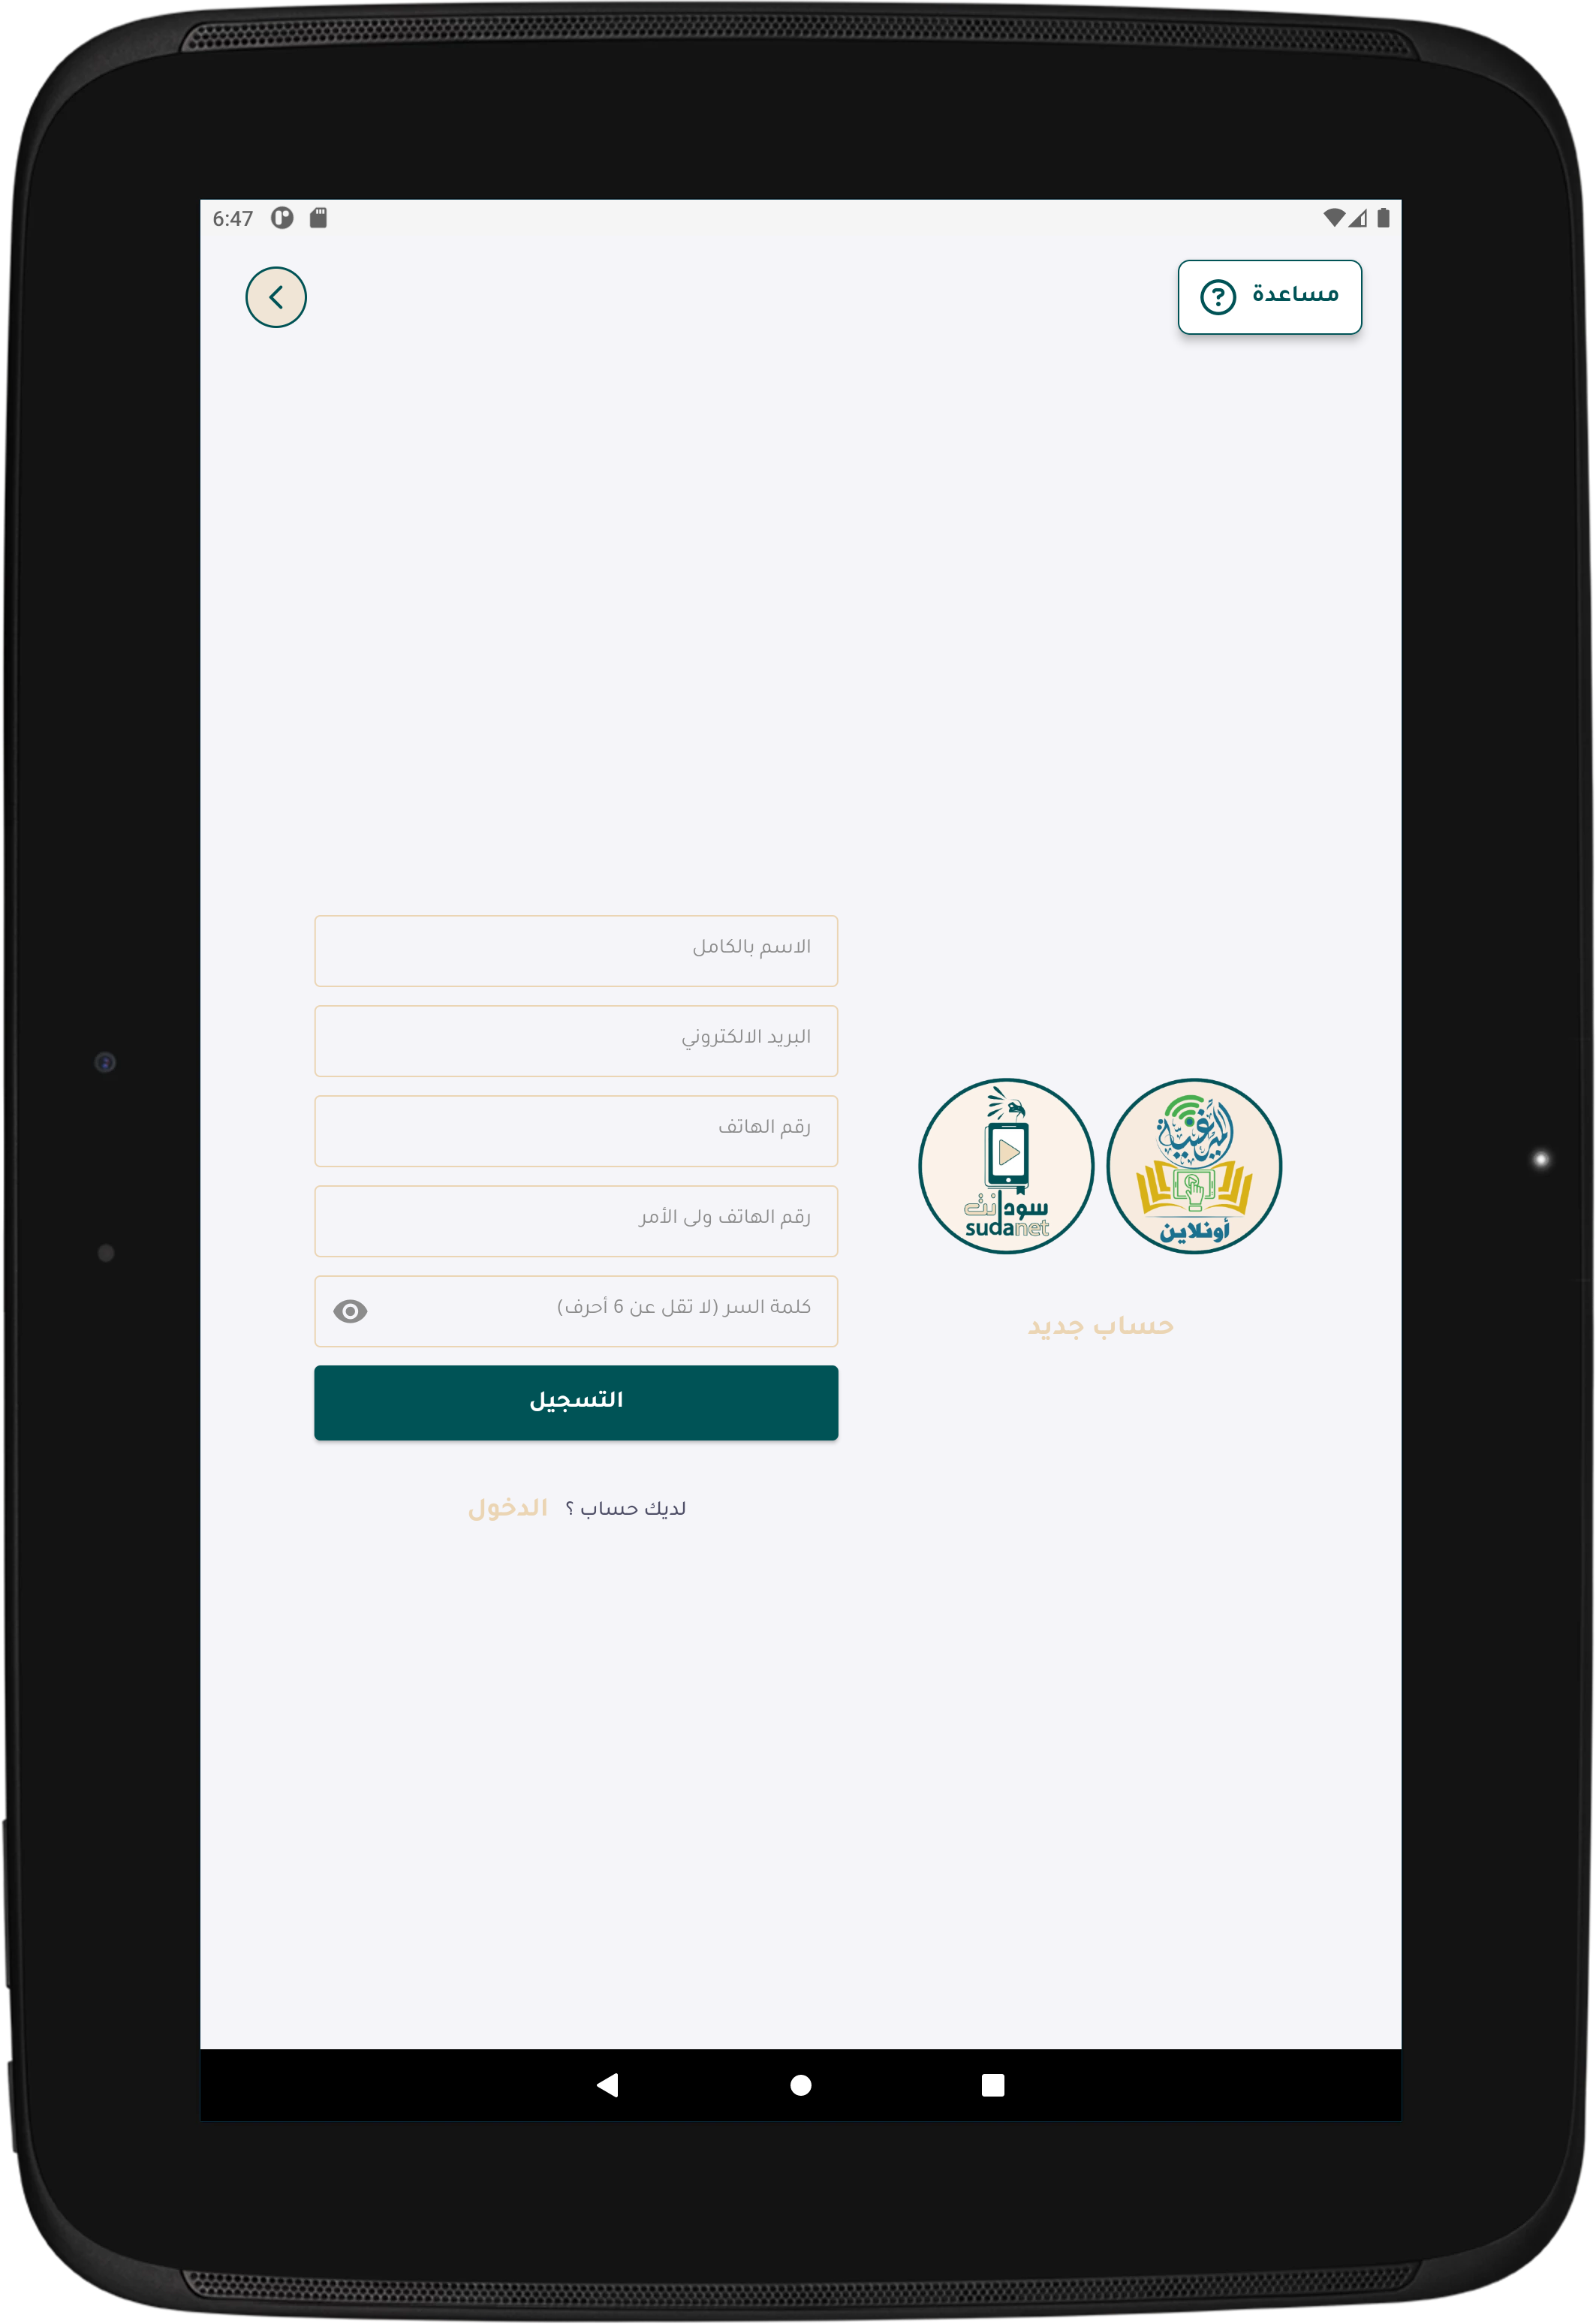 6:47
مساعدة
الاسم بالكامل
البريد الالكتروني
رقم الهاتف
رقم الهاتف ولى الأمر
كلمة السر (لا تقل عن 6 أحرف)
التسجيل
لديك حساب ؟ الدخول
الميرغنية
أونلاين
سودانت
sudanet
حساب جديد